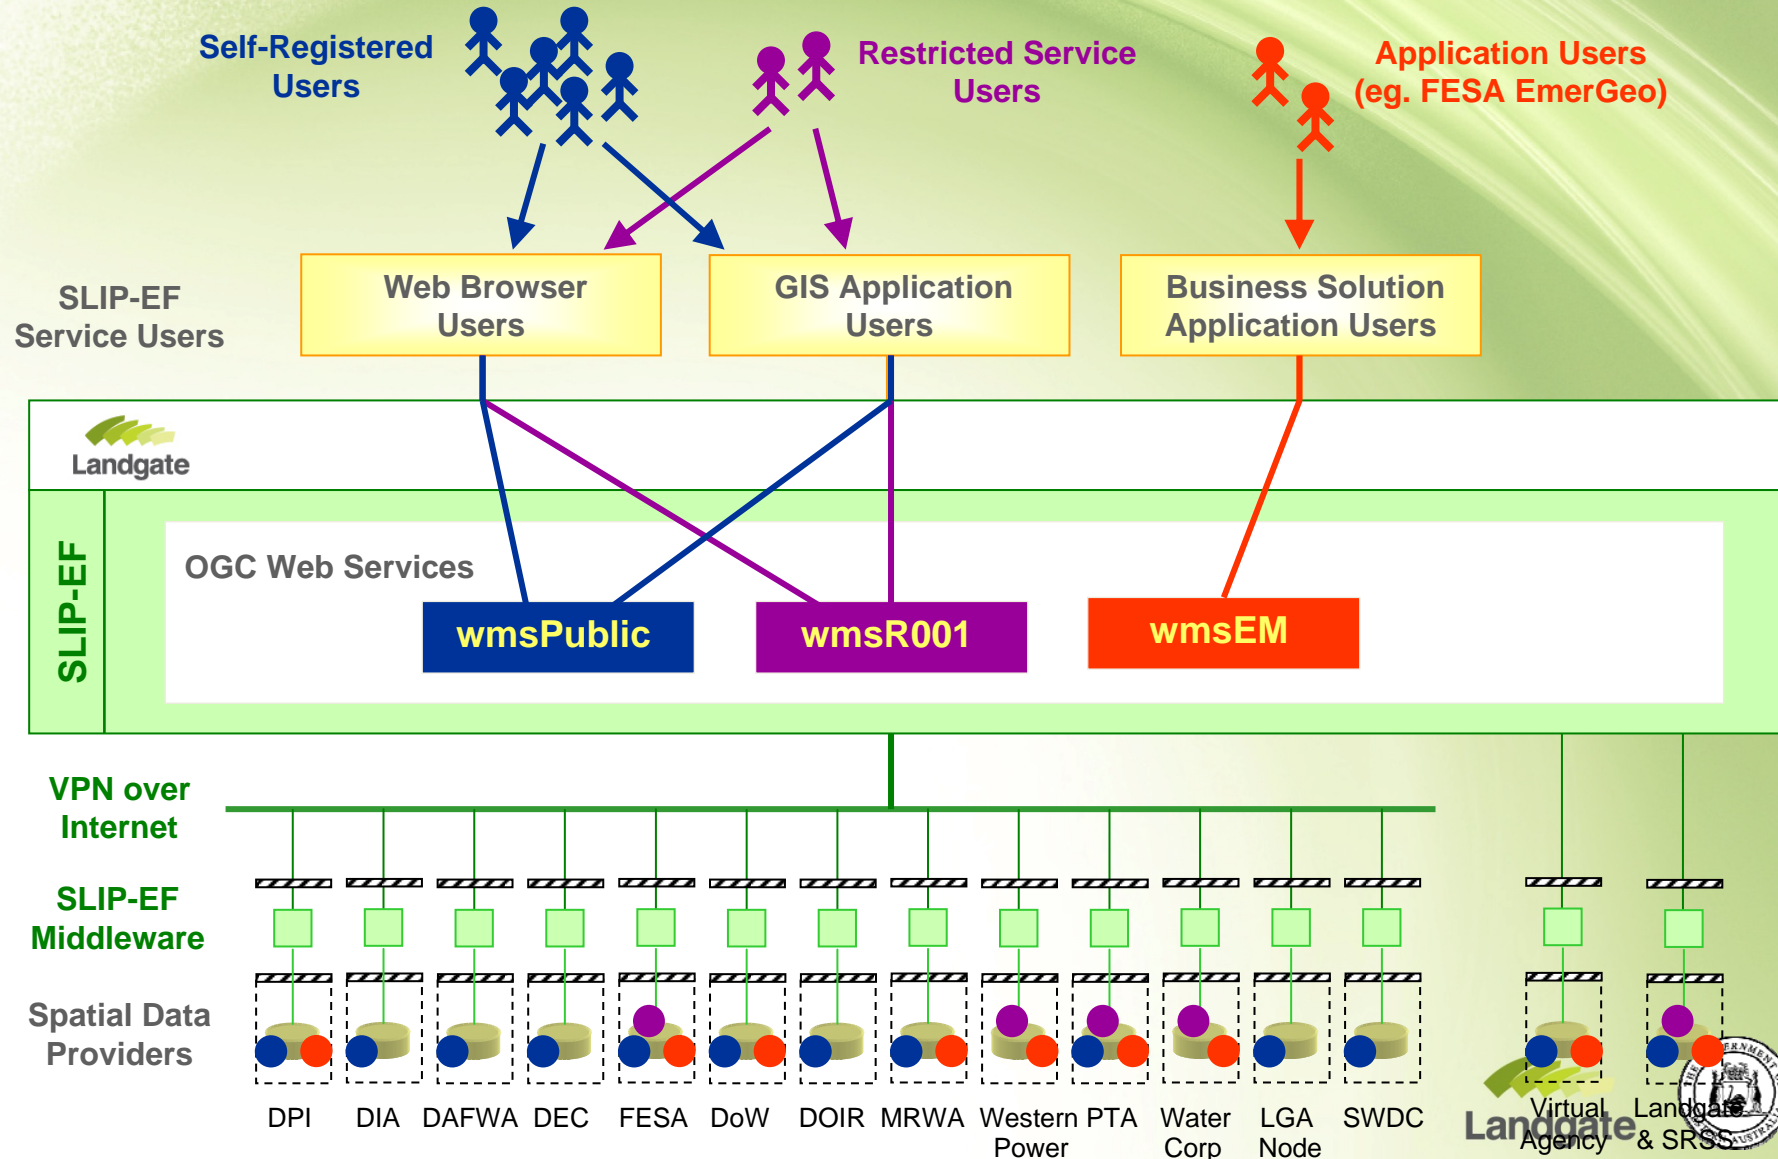 Self-Registered
Users
Restricted Service
Users
Application Users
(eg. FESA EmerGeo)
SLIP-EF
Service Users
Web Browser
Users
GIS Application
Users
Business Solution
Application Users
Landgate
SLIP-EF
OGC Web Services
wmsPublic
wmsR001
wmsEM
VPN over
Internet
SLIP-EF
Middleware
Spatial Data
Providers
DPI
DIA
DAFWA
DEC
FESA
DoW
DOIR
MRWA
Western
Power
PTA
Water
Corp
LGA
Node
SWDC
Landgate
Virtual
Agency
Landgate
& SRSS